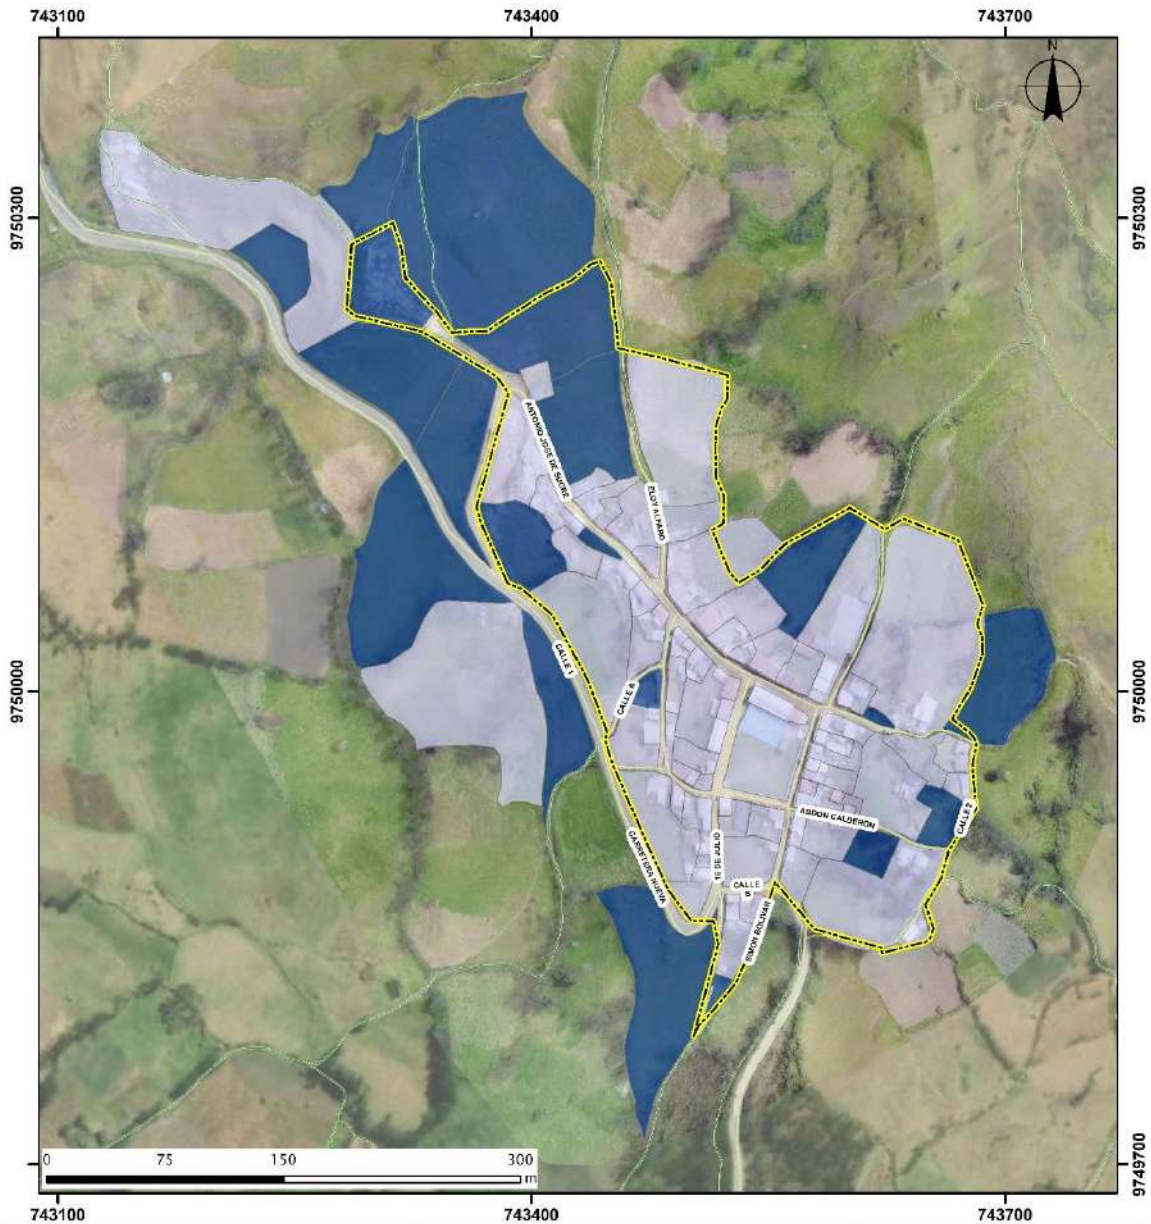 743100
743400
743700
N
9750300
9750300
ANTONIO JOSE DE SUCRE
ELOY ALFARO
CALLE 1
CALLE A
9750000
9750000
ABDON CALDERON
CALLE 2
CARRETERA NUEVA
16 DE JULIO
CALLE
B
SIMON BOLIVAR
0
75
150
300
m
9749700
743100
743400
743700